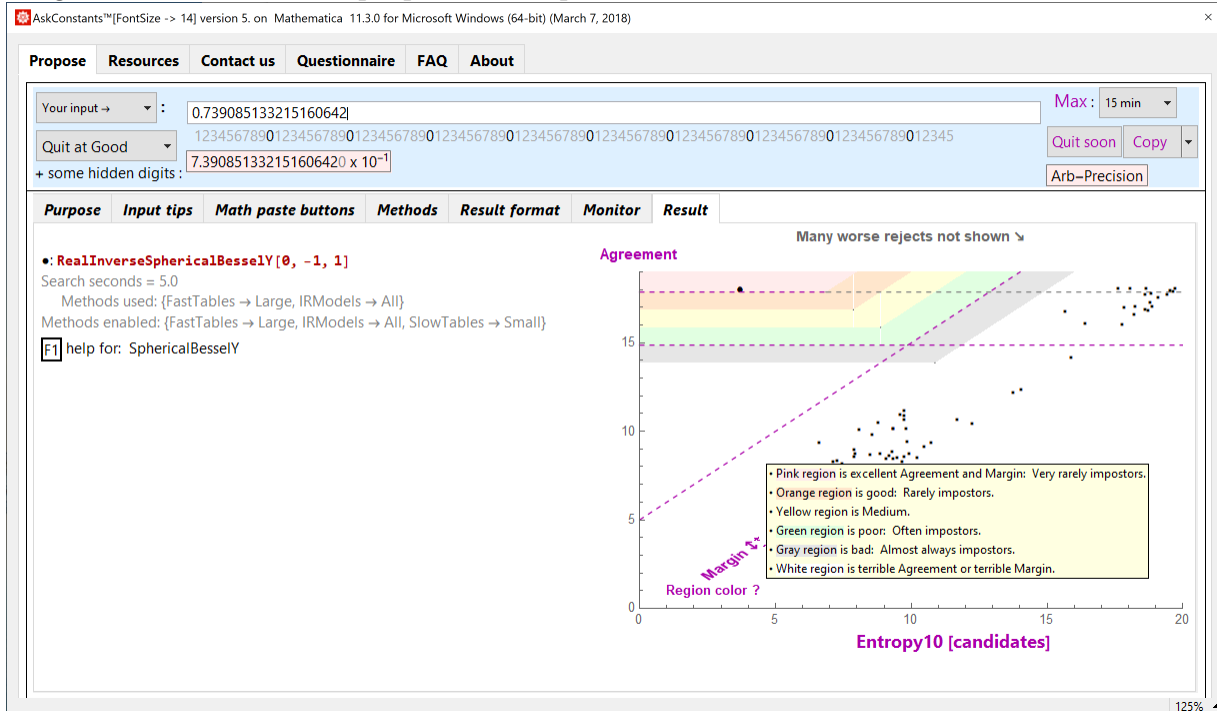 AskConstants™[FontSize -> 14] version 5. on Mathematica 11.3.0 for Microsoft Windows (64-bit) (March 7, 2018)
Propose Resources Contact us Questionnaire FAQ About
Your input → : 0.739085133215160642 Max : 15 min
123456789012345678901234567890123456789012345678901234567890123456789012345678901234567890123456789012345
Quit at Good 7.390851332151606420 x 10⁻¹ Quit soon Copy
+ some hidden digits : Arb-Precision
Purpose Input tips Math paste buttons Methods Result format Monitor Result
Many worse rejects not shown ↘
Agreement
•: RealInverseSphericalBesselY[0, -1, 1]
Search seconds = 5.0
Methods used: {FastTables → Large, IRModels → All}
Methods enabled: {FastTables → Large, IRModels → All, SlowTables → Small}
F1 help for: SphericalBesselY
15
10
5
0
• Pink region is excellent Agreement and Margin: Very rarely impostors.
• Orange region is good: Rarely impostors.
• Yellow region is Medium.
• Green region is poor: Often impostors.
• Gray region is bad: Almost always impostors.
• White region is terrible Agreement or terrible Margin.
Margin
Region color ?
0 5 10 15 20
Entropy10 [candidates]
125%